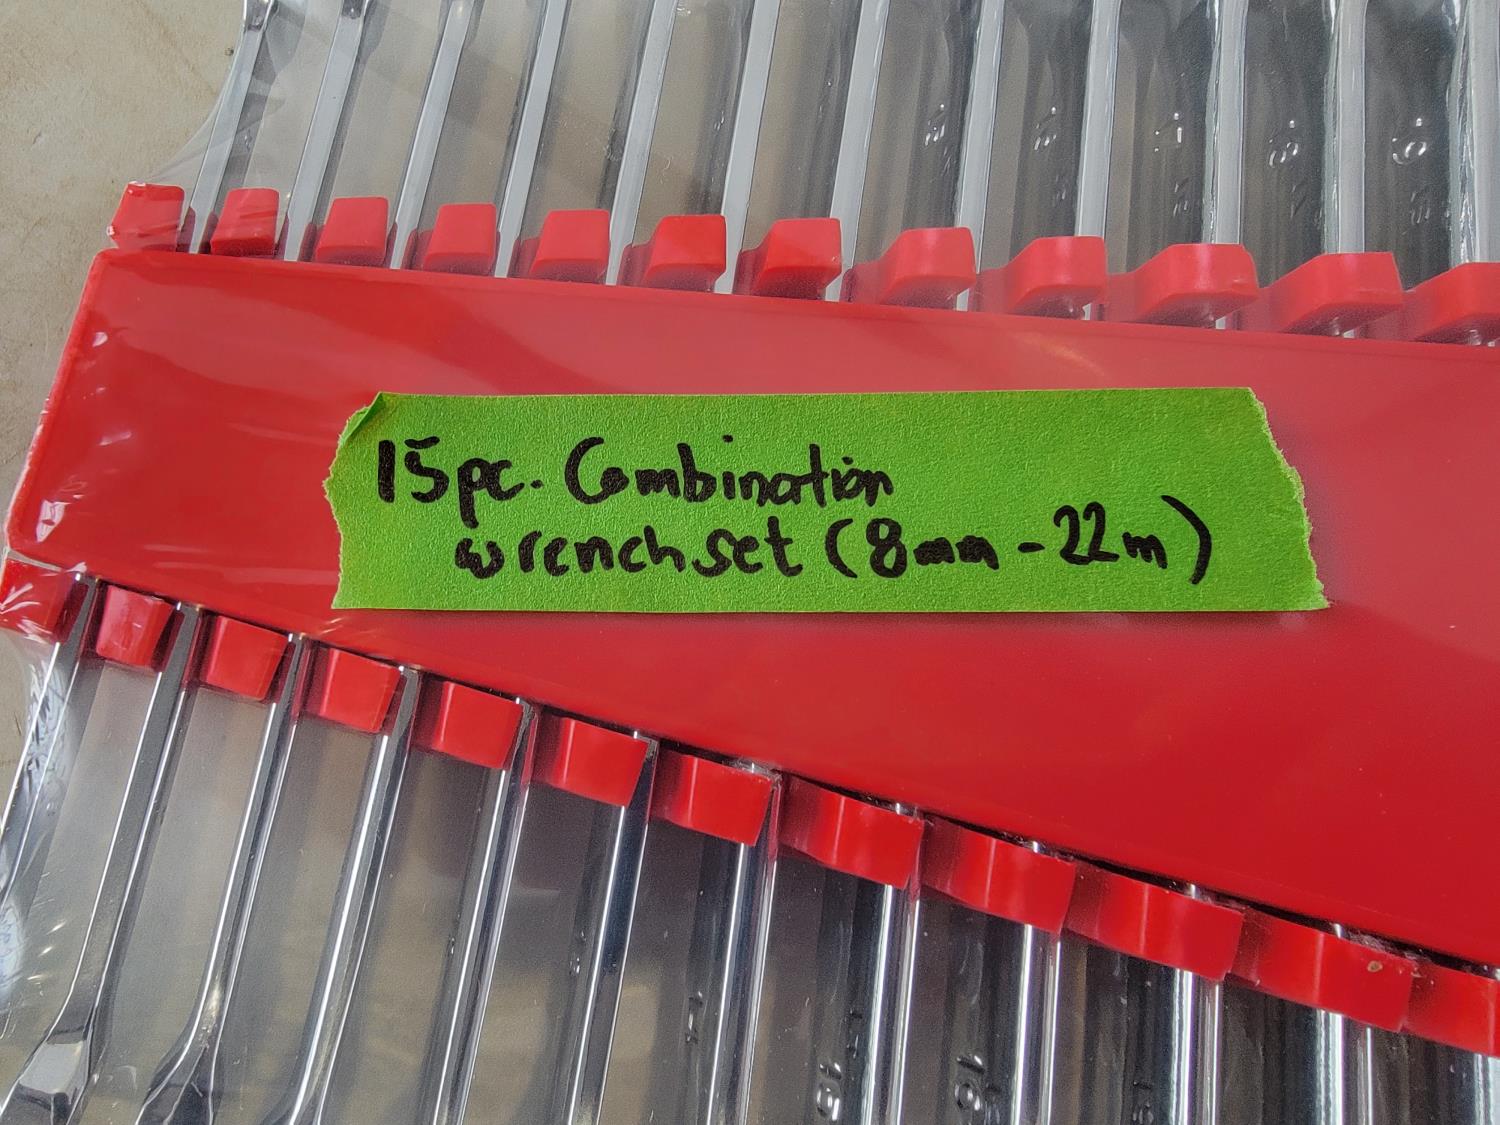 15pc. Combination
wrench set (8mm - 22m)